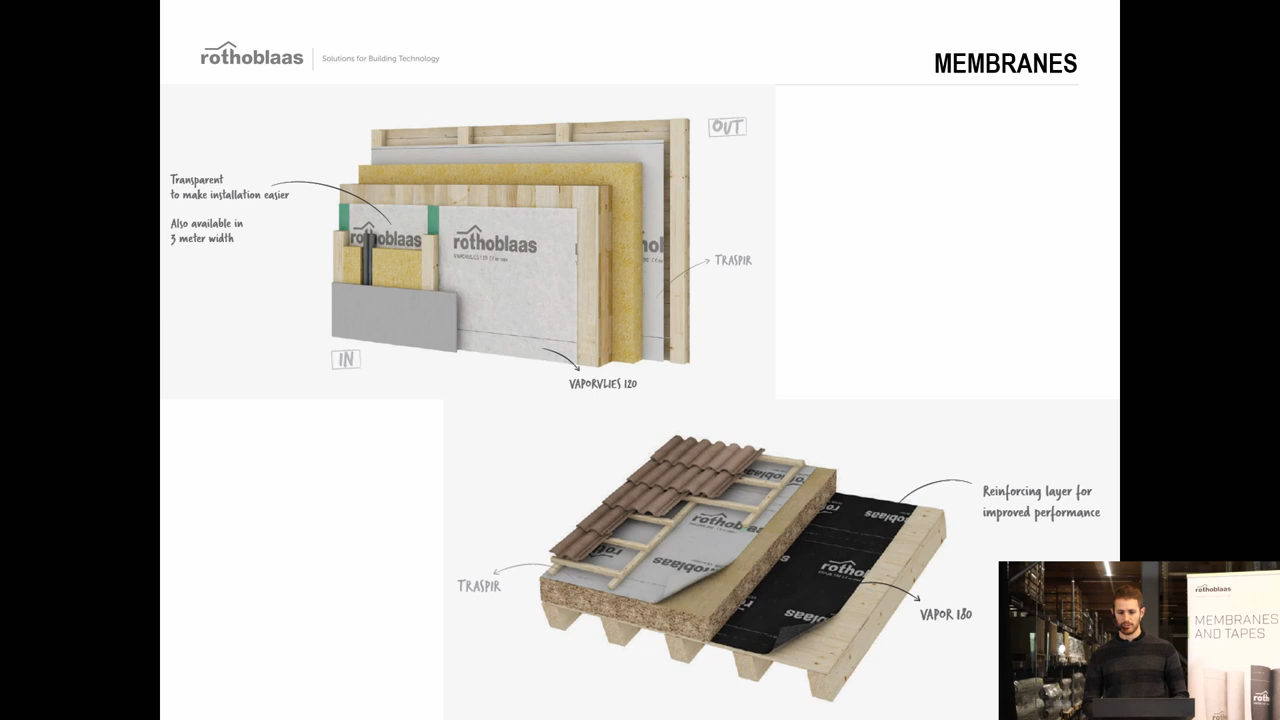 rothoblaas
Solutions for Building Technology
MEMBRANES
OUT
Transparent
to make installation easier
Also available in
3 meter width
rothoblaas
rothoblaas
TRASPIR
IN
VAPORVLIES 120
Reinforcing layer for
improved performance
rothoblaas
TRASPIR
VAPOR 180
rothoblaas
MEMBRANES
AND TAPES